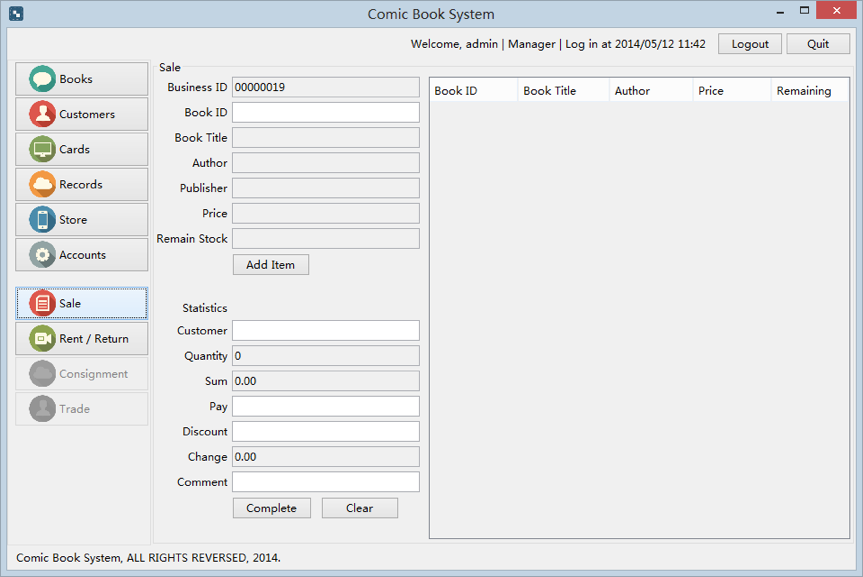 Comic Book System
Welcome, admin | Manager | Log in at 2014/05/12 11:42
Logout
Quit
Books
Customers
Cards
Records
Store
Accounts
Sale
Rent / Return
Consignment
Trade
Sale
Business ID 00000019
Book ID
Book Title
Author
Publisher
Price
Remain Stock
Add Item
Statistics
Customer
Quantity 0
Sum 0.00
Pay
Discount
Change 0.00
Comment
Complete Clear
Book ID Book Title Author Price Remaining
Comic Book System, ALL RIGHTS REVERSED, 2014.